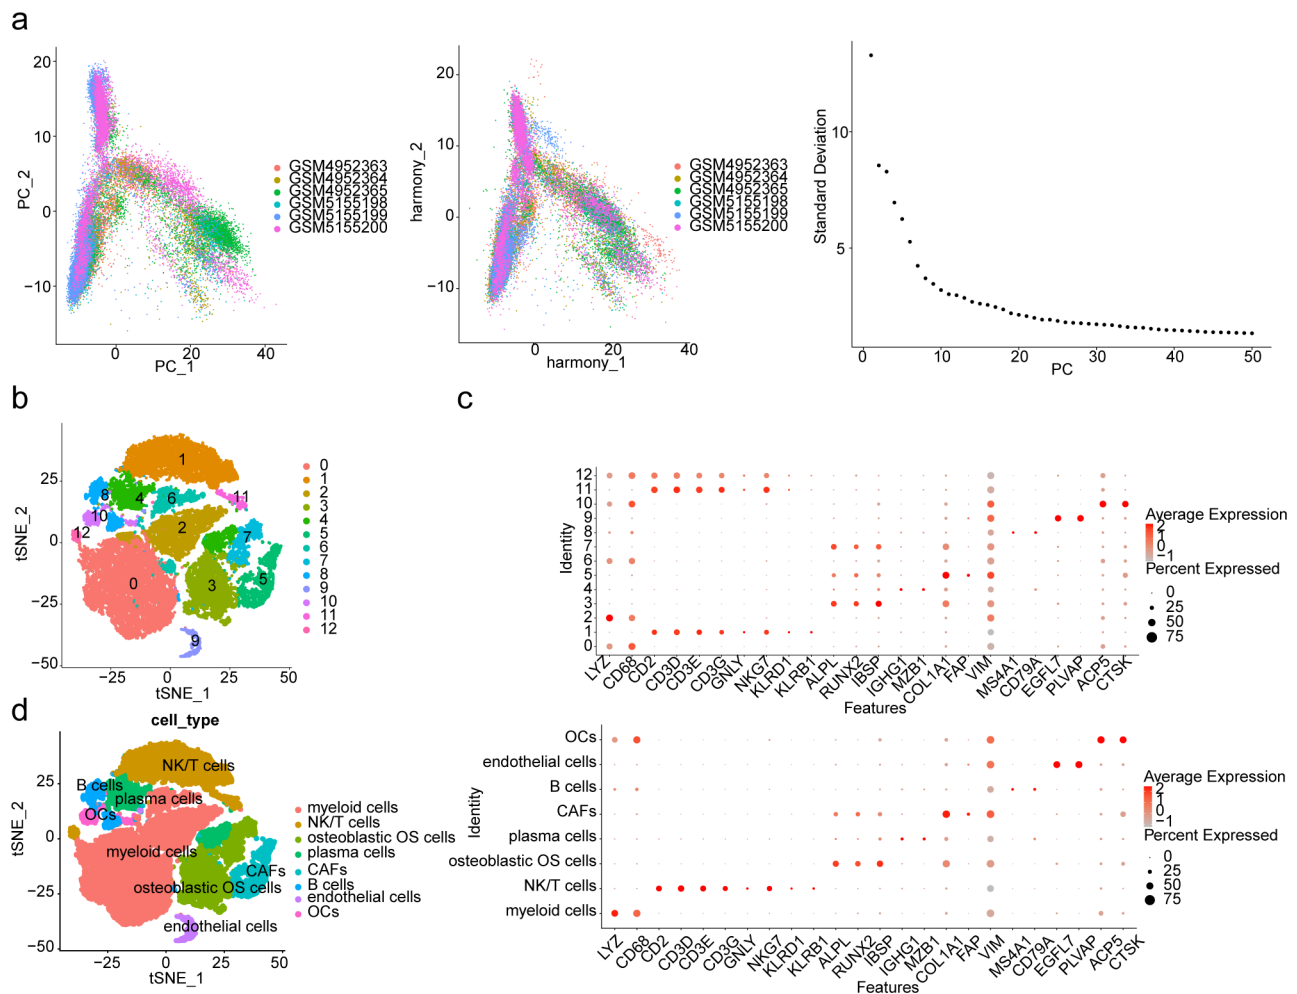 a
20
10
0
−10
PC_2
0
20
40
PC_1
GSM4952363
GSM4952364
GSM4952365
GSM5155198
GSM5155199
GSM5155200
20
10
0
−10
harmony_2
0
20
40
harmony_1
GSM4952363
GSM4952364
GSM4952365
GSM5155198
GSM5155199
GSM5155200
10
5
Standard Deviation
0
10
20
30
40
50
PC
b
25
0
−25
−50
tSNE_2
−25
0
25
50
tSNE_1
1
8
4
6
11
10
2
7
12
0
3
5
9
0
1
2
3
4
5
6
7
8
9
10
11
12
c
12
11
10
9
8
7
6
5
4
3
2
1
0
Identity
LYZ
CD68
CD2
CD3D
CD3E
CD3G
GNLY
NKG7
KLRD1
KLRB1
ALPL
RUNX2
IBSP
IGHG1
MZB1
COL1A1
FAP
VIM
MS4A1
CD79A
EGFL7
PLVAP
ACP5
CTSK
Features
Average Expression
2
1
0
−1
Percent Expressed
0
25
50
75
d
cell_type
25
0
−25
−50
tSNE_2
−25
0
25
50
tSNE_1
NK/T cells
B cells
plasma cells
OCs
myeloid cells
CAFs
osteoblastic OS cells
endothelial cells
myeloid cells
NK/T cells
osteoblastic OS cells
plasma cells
CAFs
B cells
endothelial cells
OCs
OCs
endothelial cells
B cells
CAFs
plasma cells
osteoblastic OS cells
NK/T cells
myeloid cells
Identity
LYZ
CD68
CD2
CD3D
CD3E
CD3G
GNLY
NKG7
KLRD1
KLRB1
ALPL
RUNX2
IBSP
IGHG1
MZB1
COL1A1
FAP
VIM
MS4A1
CD79A
EGFL7
PLVAP
ACP5
CTSK
Features
Average Expression
2
1
0
−1
Percent Expressed
0
25
50
75